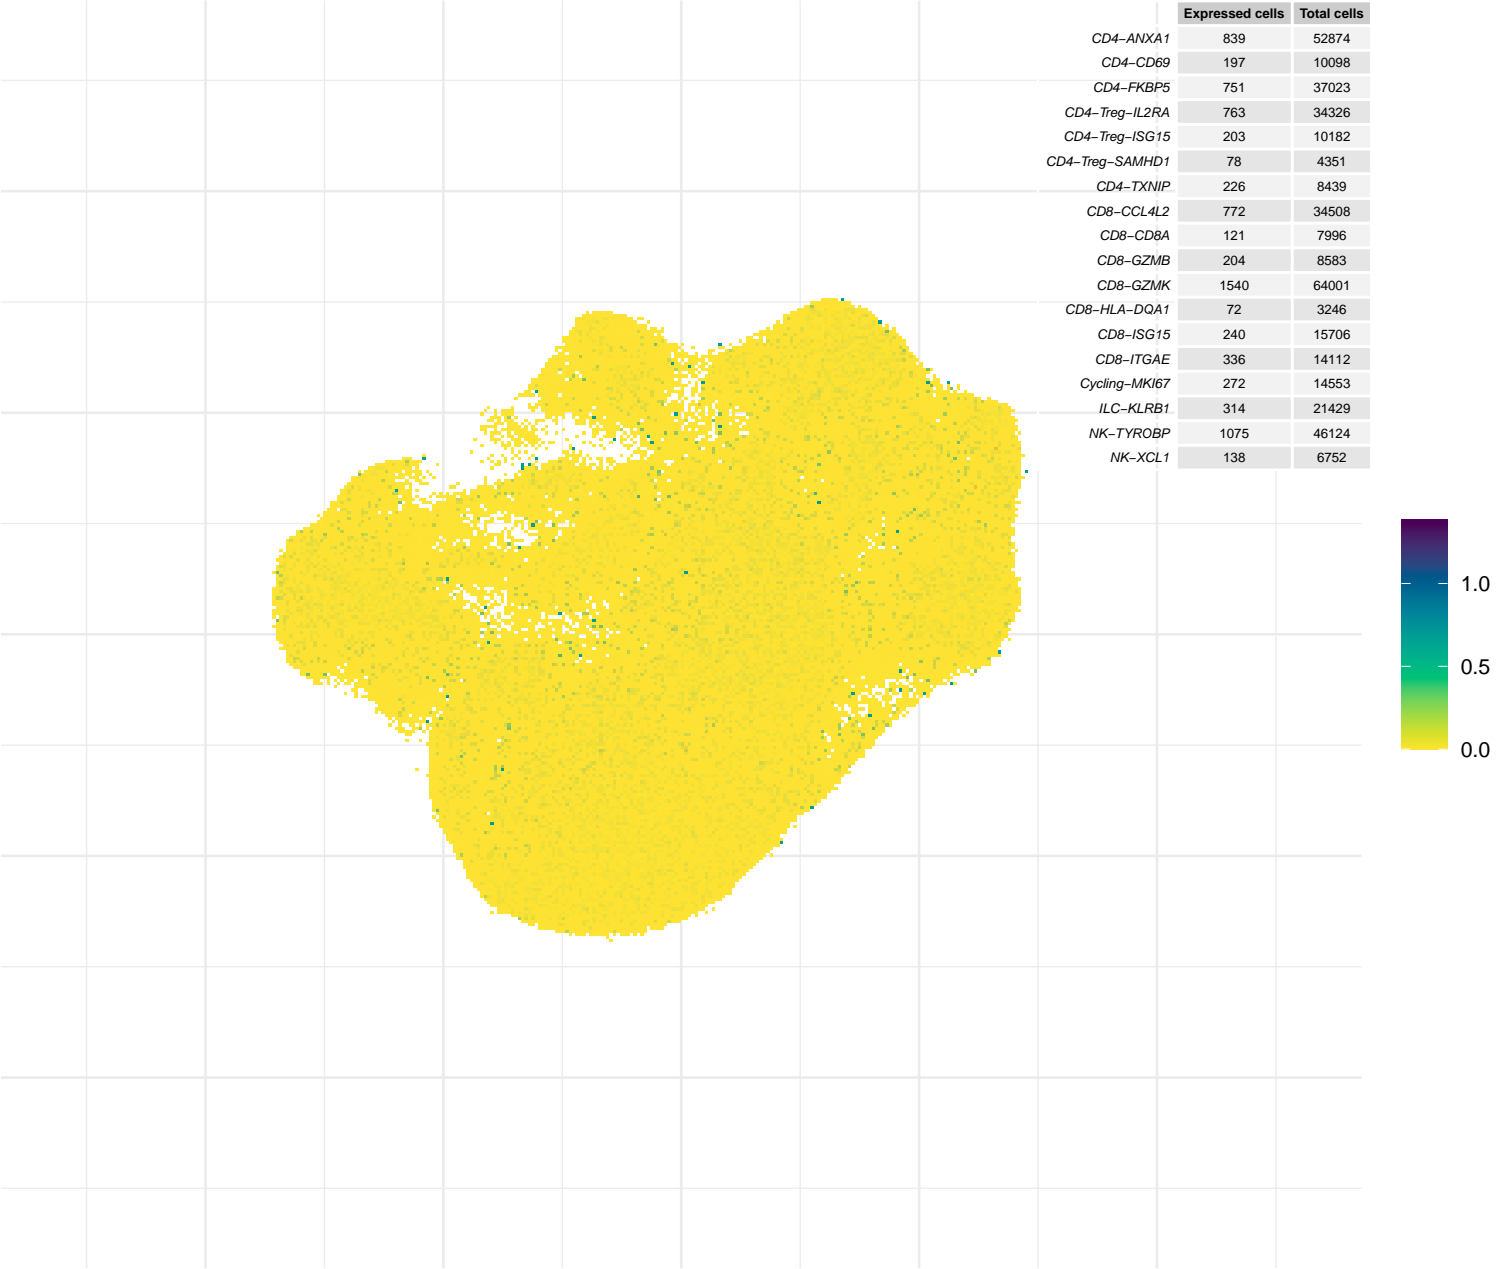 Expressed cells Total cells
CD4−ANXA1 839 52874
CD4−CD69 197 10098
CD4−FKBP5 751 37023
CD4−Treg−IL2RA 763 34326
CD4−Treg−ISG15 203 10182
CD4−Treg−SAMHD1 78 4351
CD4−TXNIP 226 8439
CD8−CCL4L2 772 34508
CD8−CD8A 121 7996
CD8−GZMB 204 8583
CD8−GZMK 1540 64001
CD8−HLA−DQA1 72 3246
CD8−ISG15 240 15706
CD8−ITGAE 336 14112
Cycling−MKI67 272 14553
ILC−KLRB1 314 21429
NK−TYROBP 1075 46124
NK−XCL1 138 6752
1.0
0.5
0.0